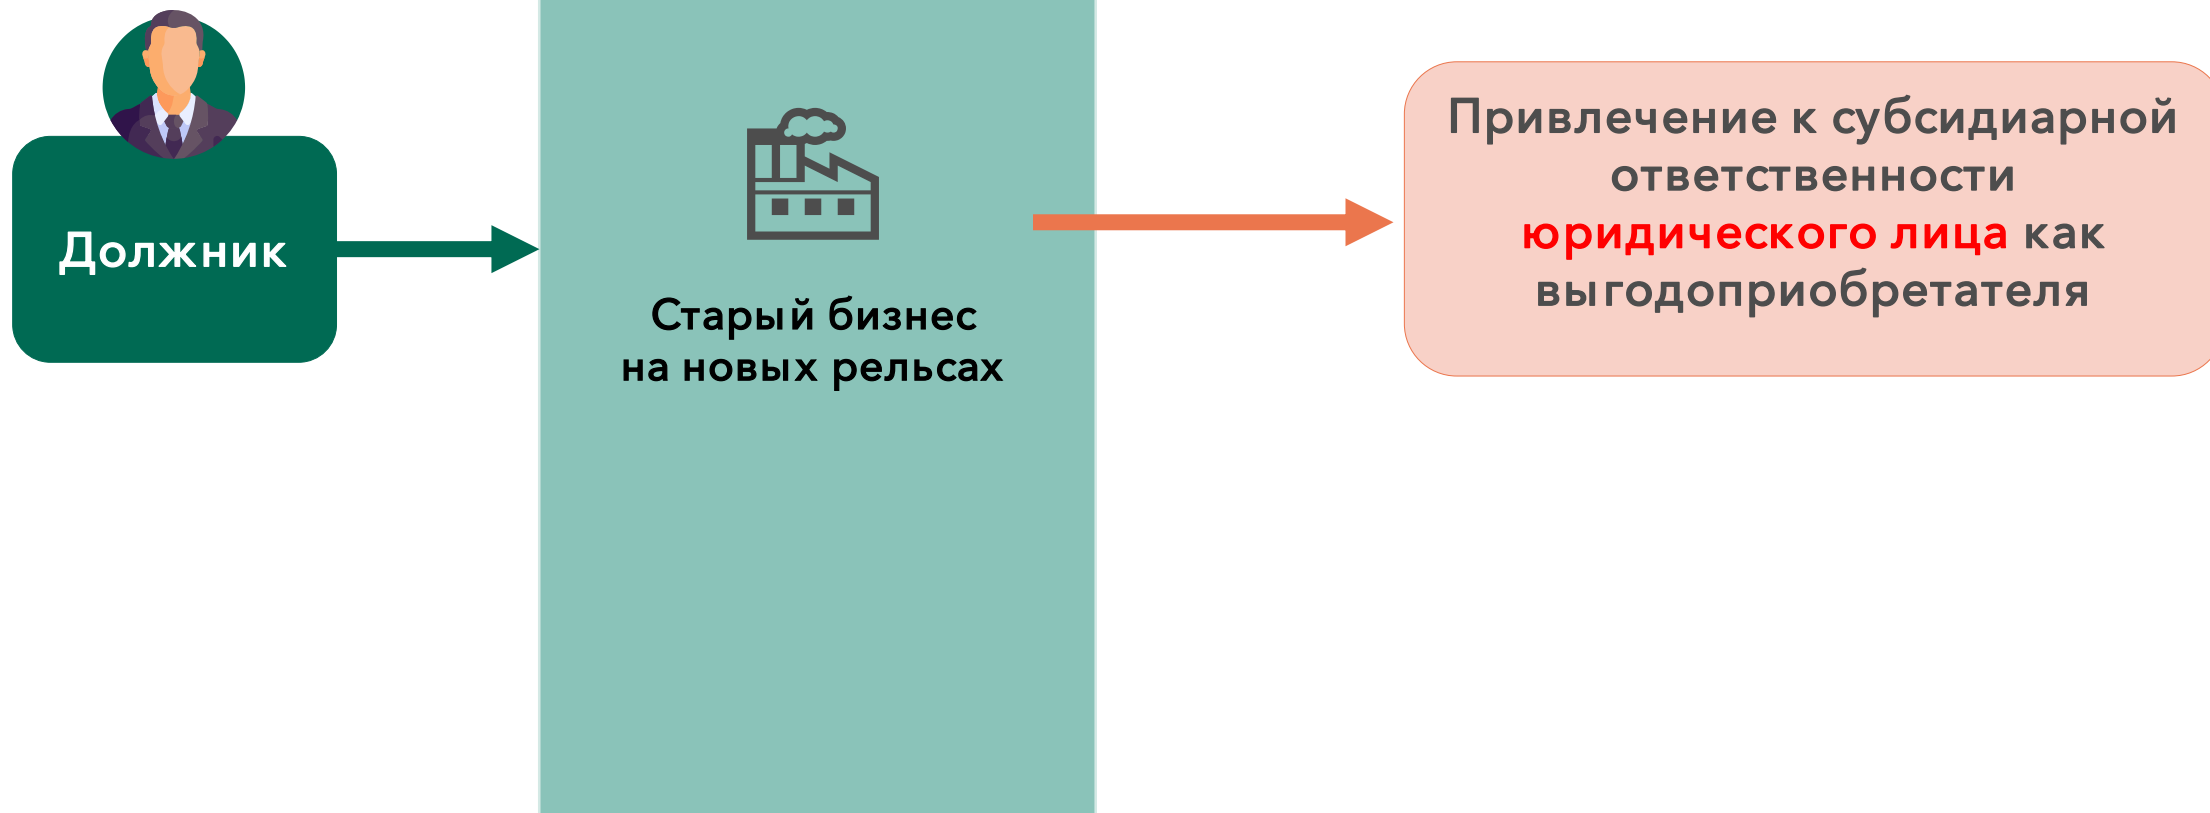 Должник
Старый бизнес
на новых рельсах
Привлечение к субсидиарной
ответственности
юридического лица как
выгодоприобретателя